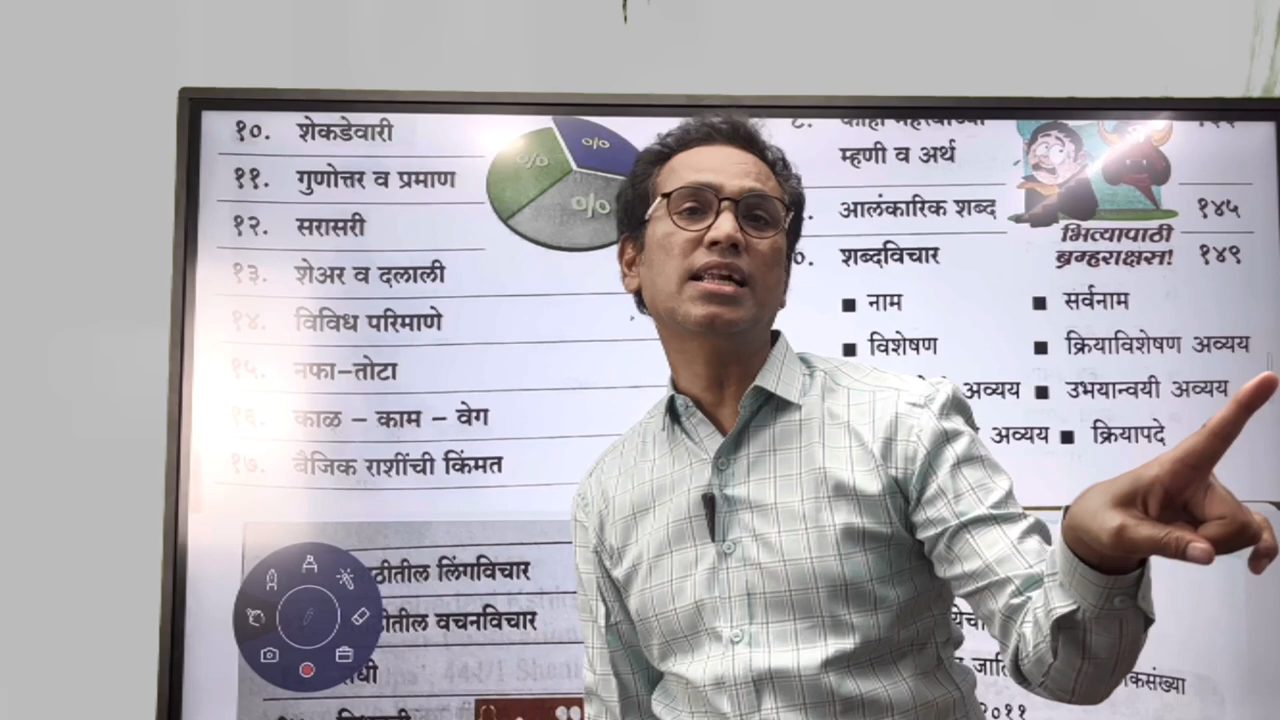 १०. शेकडेवारी
११. गुणोत्तर व प्रमाण
१२. सरासरी
१३. शेअर व दलाली
१४. विविध परिमाणे
१५. नफा–तोटा
१६. काळ – काम – वेग
१७. बैजिक राशींची किंमत
% % %
म्हणी व अर्थ
आलंकारिक शब्द १४५
भित्यापाठी
ब्रम्हराक्षस!
शब्दविचार १४९
■ नाम ■ सर्वनाम
■ विशेषण ■ क्रियाविशेषण अव्यय
अव्यय ■ उभयान्वयी अव्यय
अव्यय ■ क्रियापदे
लिंगविचार
वचनविचार
२०११